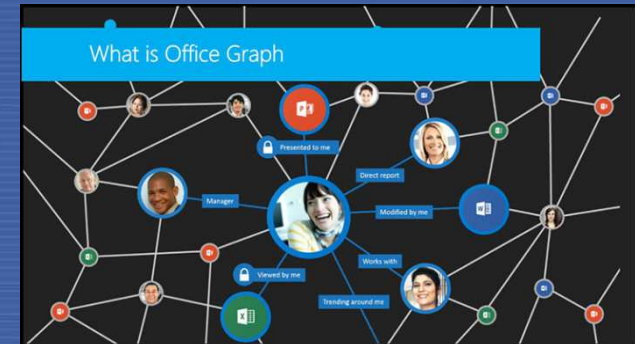 What is Office Graph
Presented to me
Direct report
Manager
Modified by me
Works with
Viewed by me
Trending around me